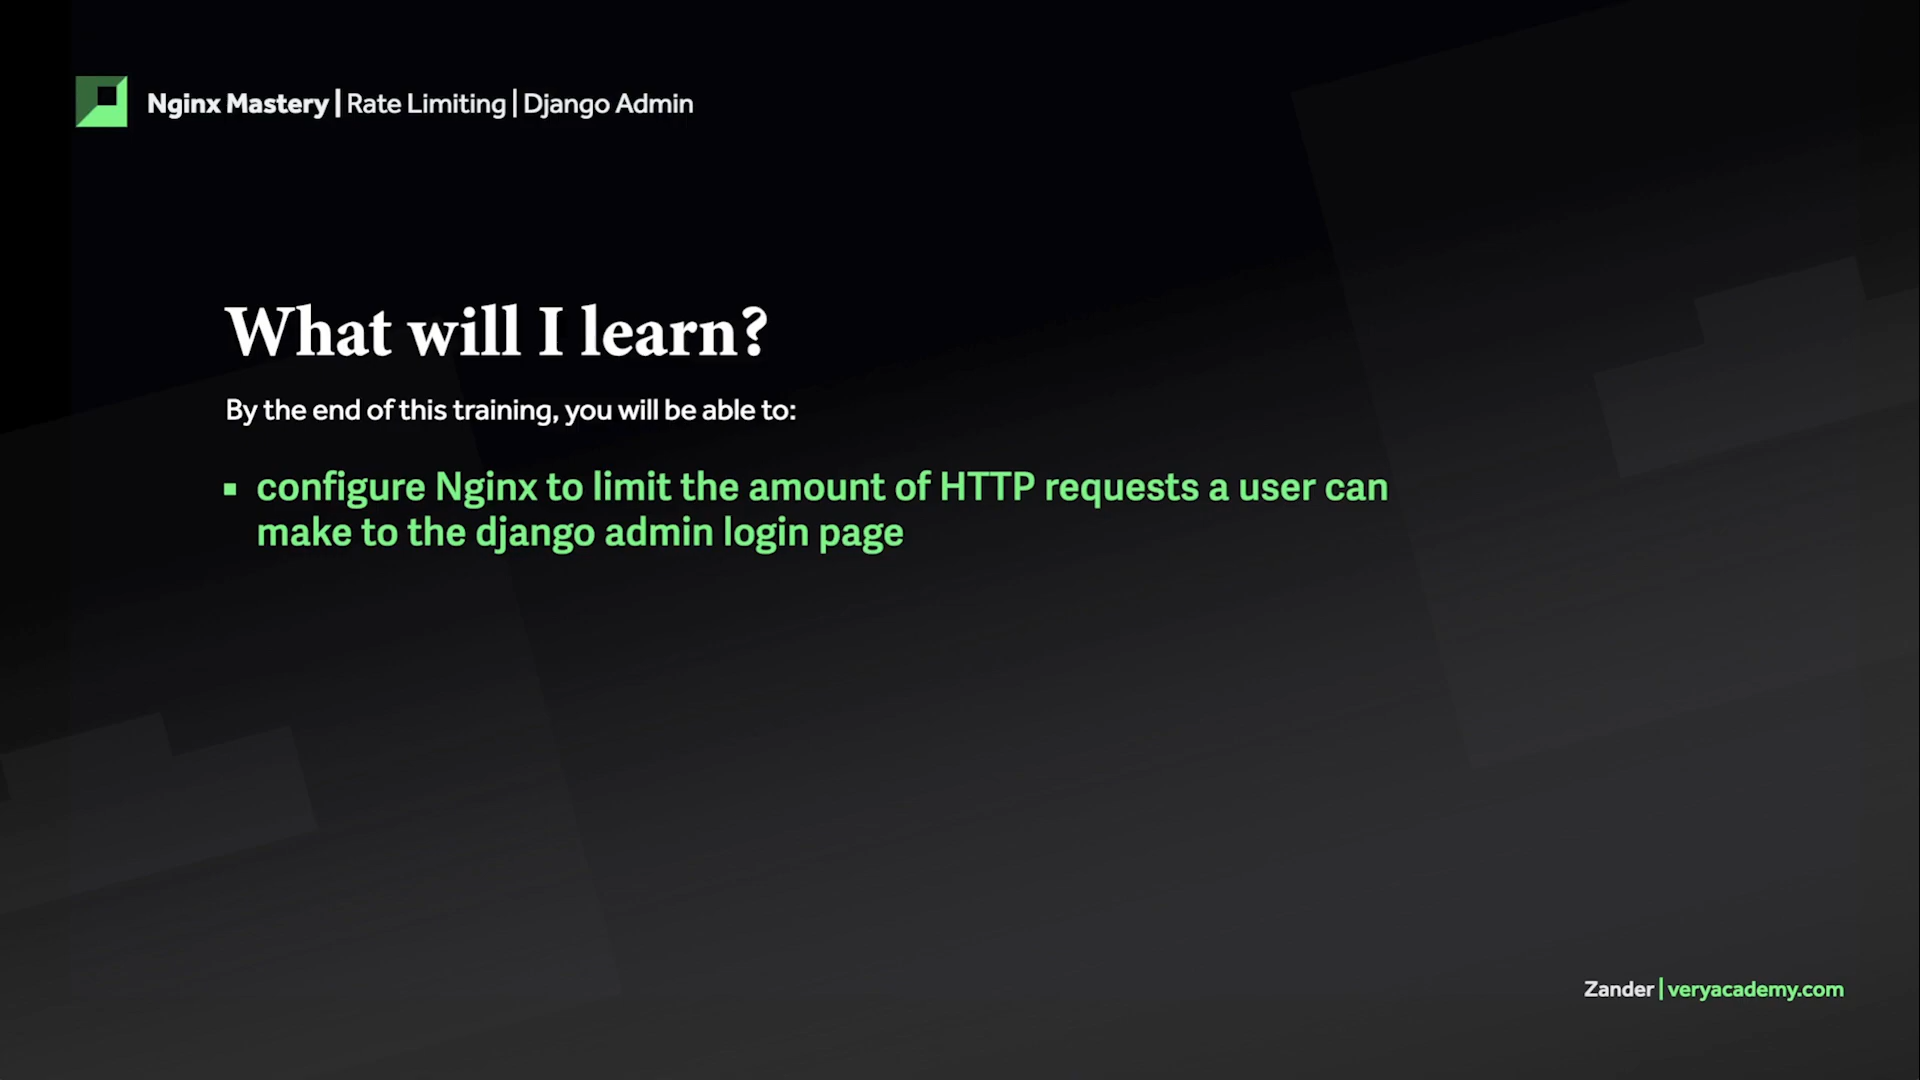 Nginx Mastery | Rate Limiting | Django Admin
What will I learn?
By the end of this training, you will be able to:
▪ configure Nginx to limit the amount of HTTP requests a user can
make to the django admin login page
Zander | veryacademy.com